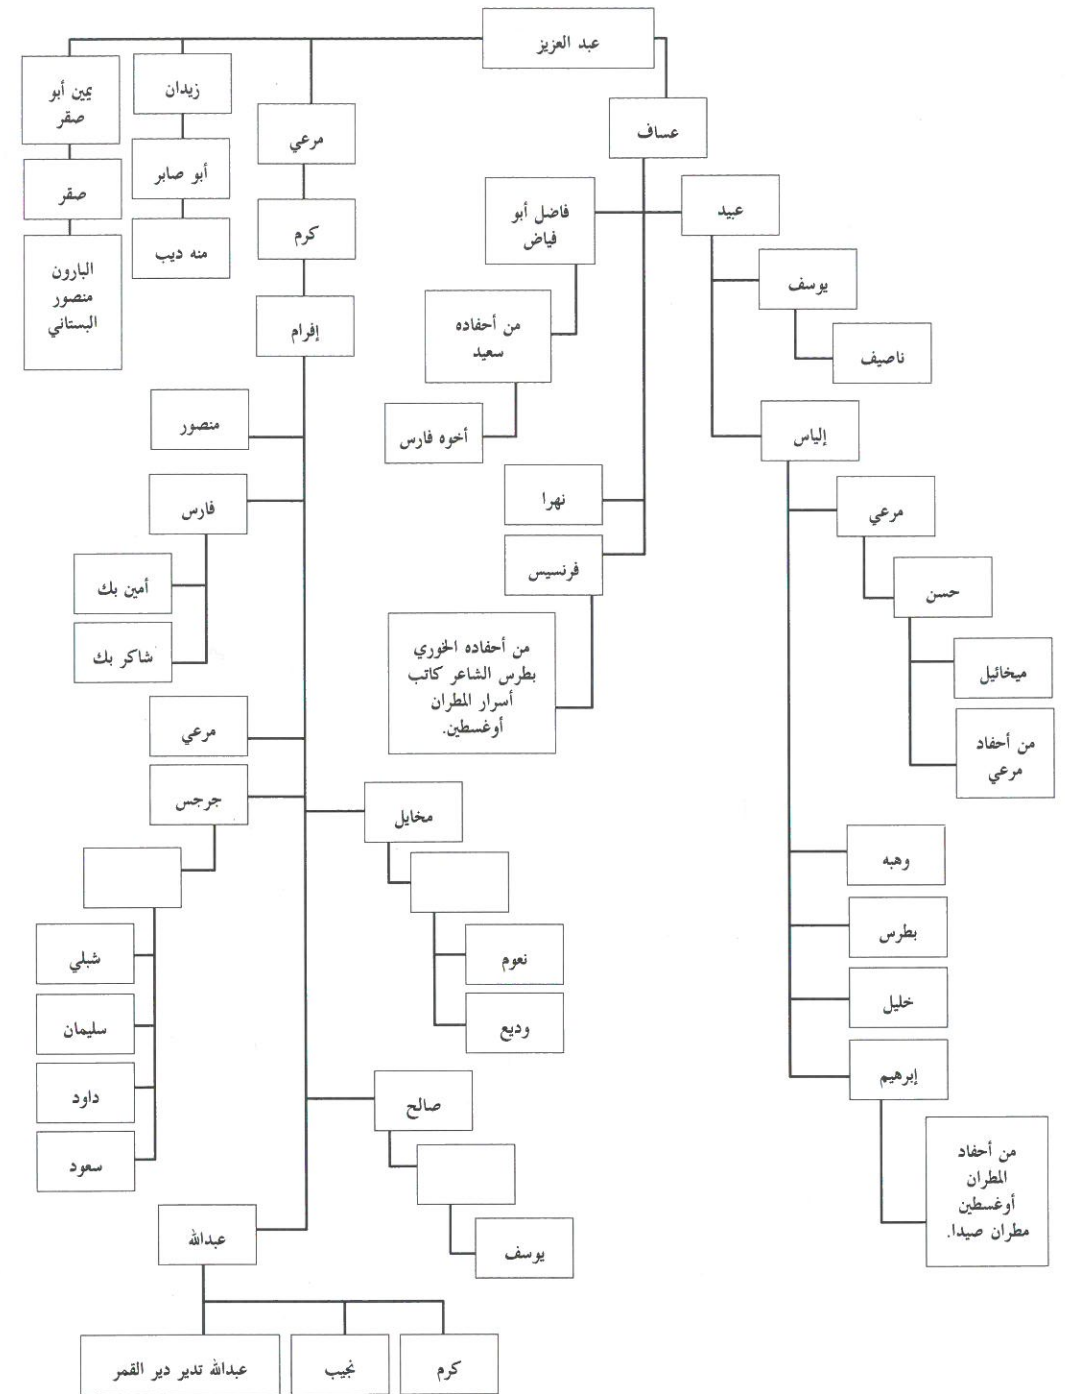 عبد العزيز
يمين أبو
صقر
زيدان
مرعي
عساف
صقر
أبو صابر
كرم
فاضل أبو
فياض
عبيد
البارون
منصور
البستاني
منه ديب
إفرام
من أحفاده
سعيد
يوسف
ناصيف
منصور
أخوه فارس
إلياس
فارس
نهرا
مرعي
أمين بك
فرنسيس
حسن
شاكر بك
من أحفاده الخوري
بطرس الشاعر كاتب
أسرار المطران
أوغسطين.
ميخائيل
مرعي
من أحفاد
مرعي
جرجس
مخايل
وهبه
شبلي
نعوم
بطرس
سليمان
وديع
خليل
داود
صالح
إبرهيم
سعود
من أحفاد
المطران
أوغسطين
مطران صيدا.
عبدالله
يوسف
عبدالله تدير دير القمر
نجيب
كرم